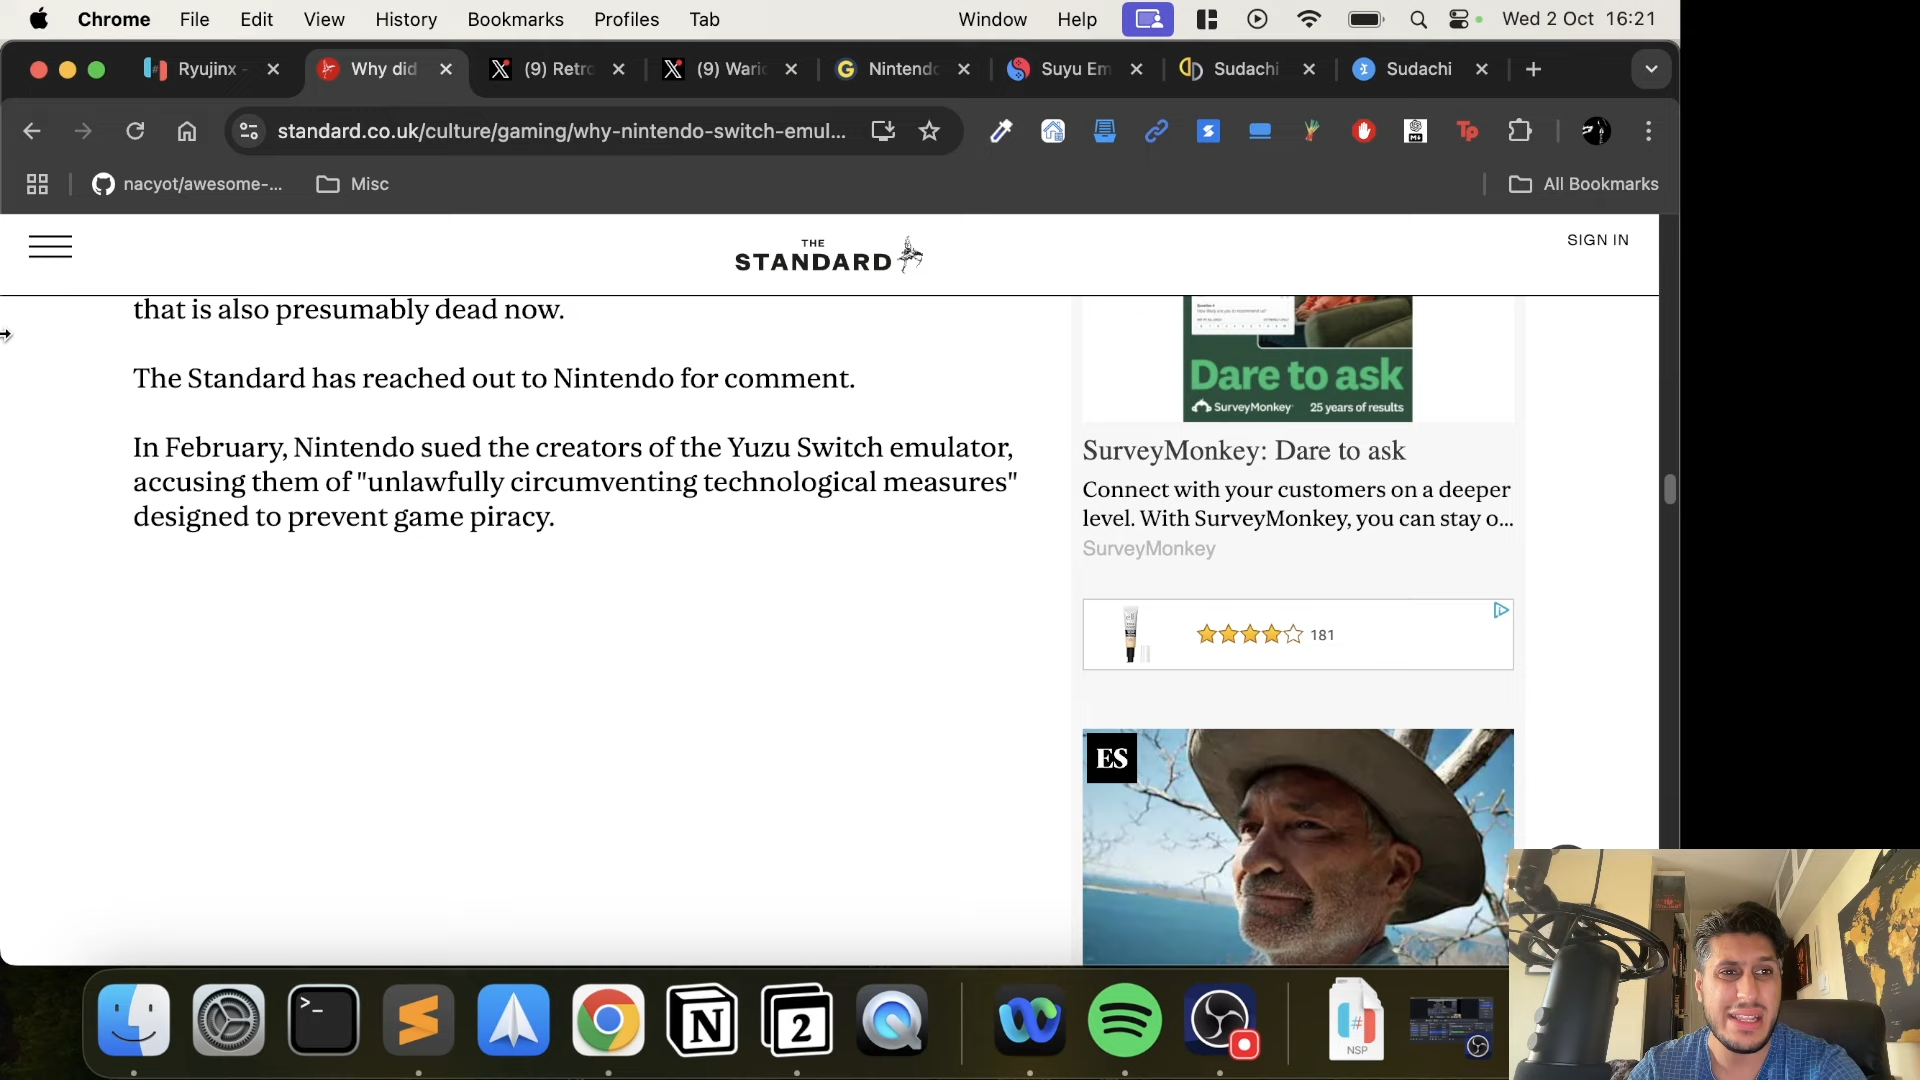 Chrome File Edit View History Bookmarks Profiles Tab Window Help Wed 2 Oct 16:21
Ryujinx - Why did (9) Retro (9) Wario Nintendo Suyu Em Sudachi Sudachi
standard.co.uk/culture/gaming/why-nintendo-switch-emul...
nacyot/awesome-... Misc All Bookmarks
THE
STANDARD
SIGN IN
that is also presumably dead now.
The Standard has reached out to Nintendo for comment.
In February, Nintendo sued the creators of the Yuzu Switch emulator,
accusing them of "unlawfully circumventing technological measures"
designed to prevent game piracy.
Dare to ask
SurveyMonkey 25 years of results
SurveyMonkey: Dare to ask
Connect with your customers on a deeper
level. With SurveyMonkey, you can stay o...
SurveyMonkey
181
ES
2
NSP